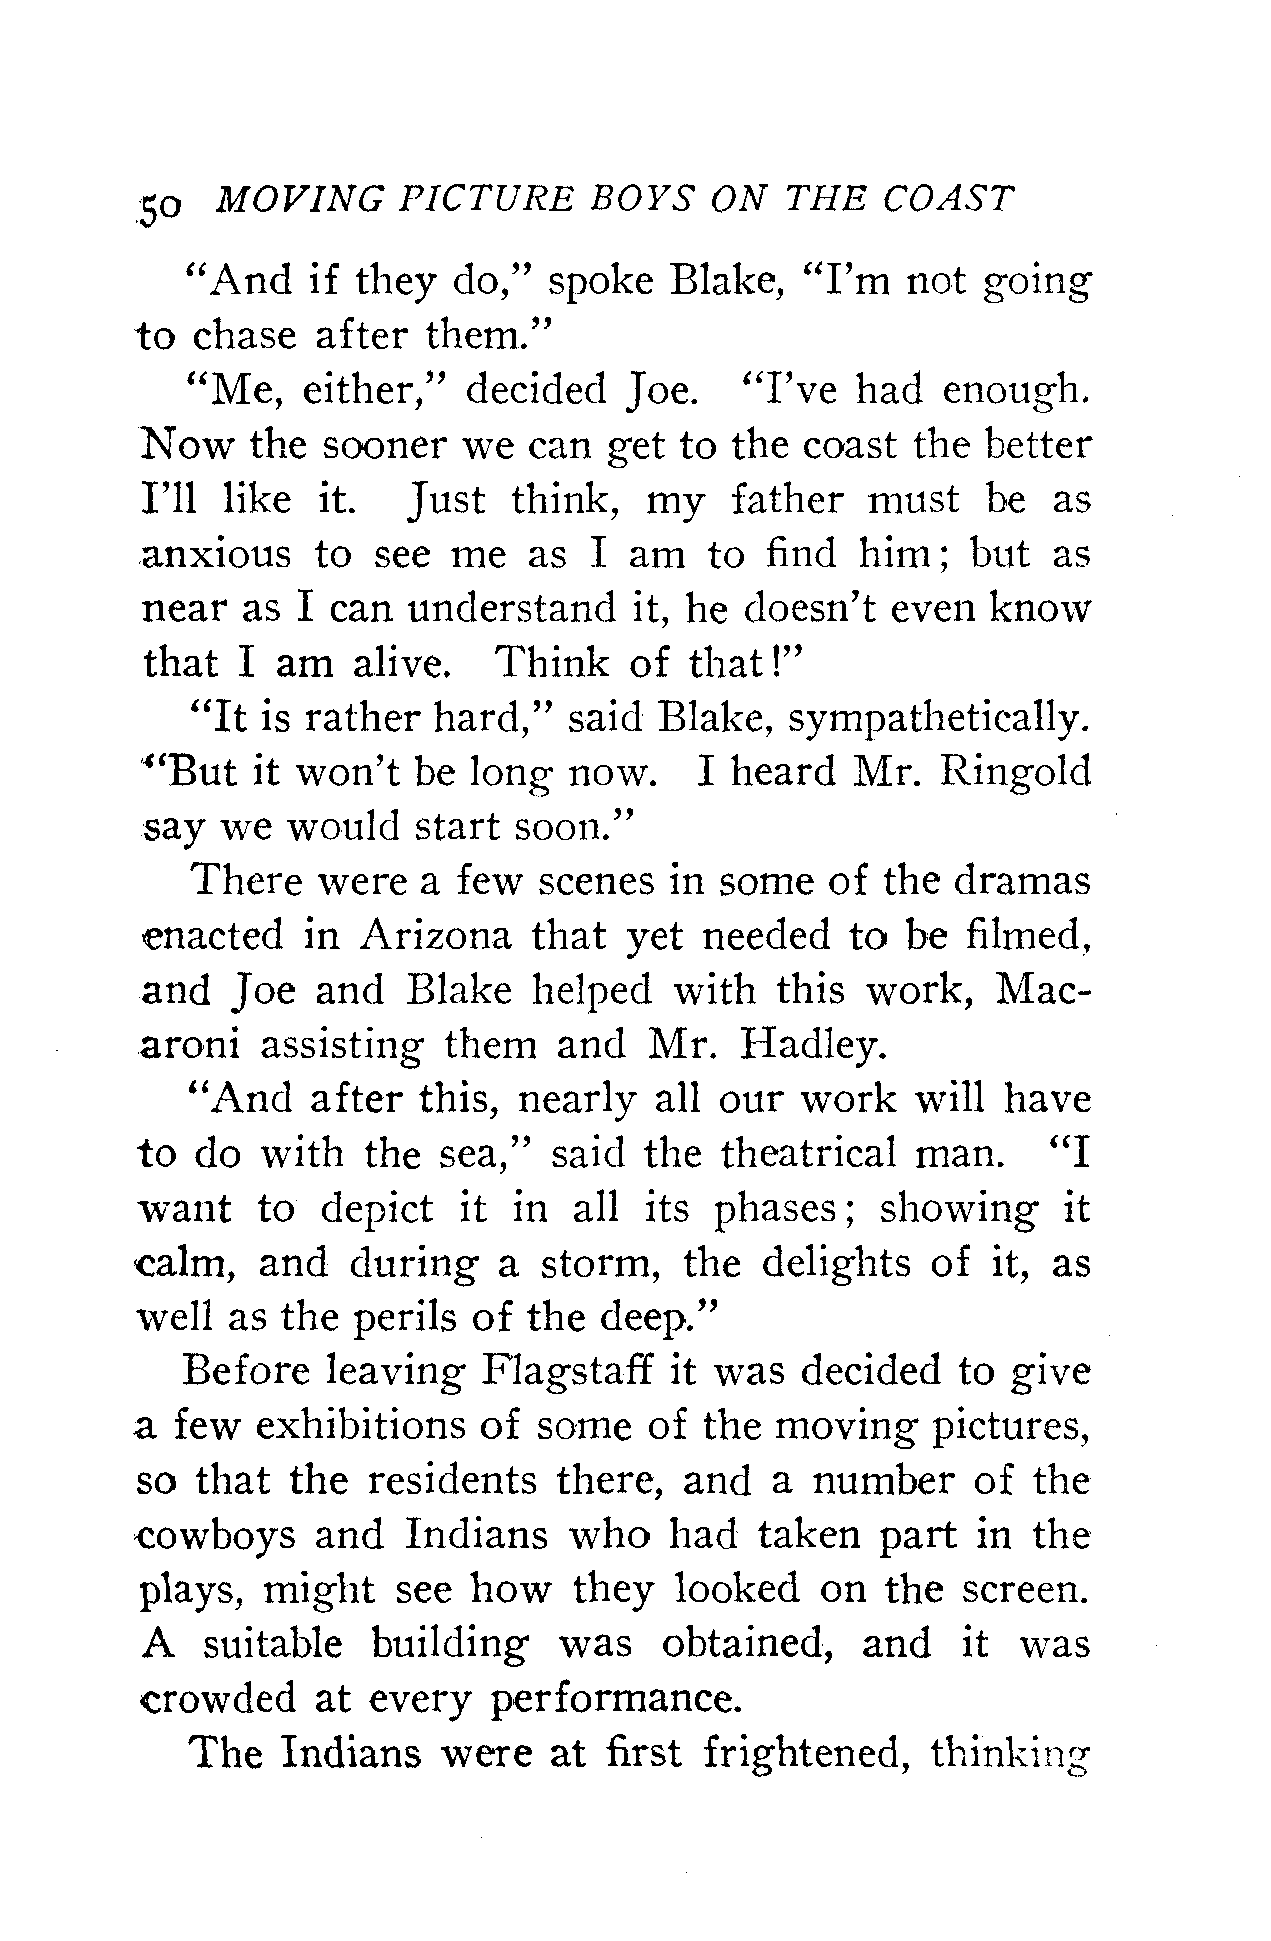 50 MOVING PICTURE BOYS ON THE COAST
“And if they do,” spoke Blake, “I’m not going
to chase after them.”
“Me, either,” decided Joe. “I’ve had enough.
Now the sooner we can get to the coast the better
I’ll like it. Just think, my father must be as
anxious to see me as I am to find him; but as
near as I can understand it, he doesn’t even know
that I am alive. Think of that!”
“It is rather hard,” said Blake, sympathetically.
“But it won’t be long now. I heard Mr. Ringold
say we would start soon.”
There were a few scenes in some of the dramas
enacted in Arizona that yet needed to be filmed,
and Joe and Blake helped with this work, Mac-
aroni assisting them and Mr. Hadley.
“And after this, nearly all our work will have
to do with the sea,” said the theatrical man. “I
want to depict it in all its phases; showing it
calm, and during a storm, the delights of it, as
well as the perils of the deep.”
Before leaving Flagstaff it was decided to give
a few exhibitions of some of the moving pictures,
so that the residents there, and a number of the
cowboys and Indians who had taken part in the
plays, might see how they looked on the screen.
A suitable building was obtained, and it was
crowded at every performance.
The Indians were at first frightened, thinking